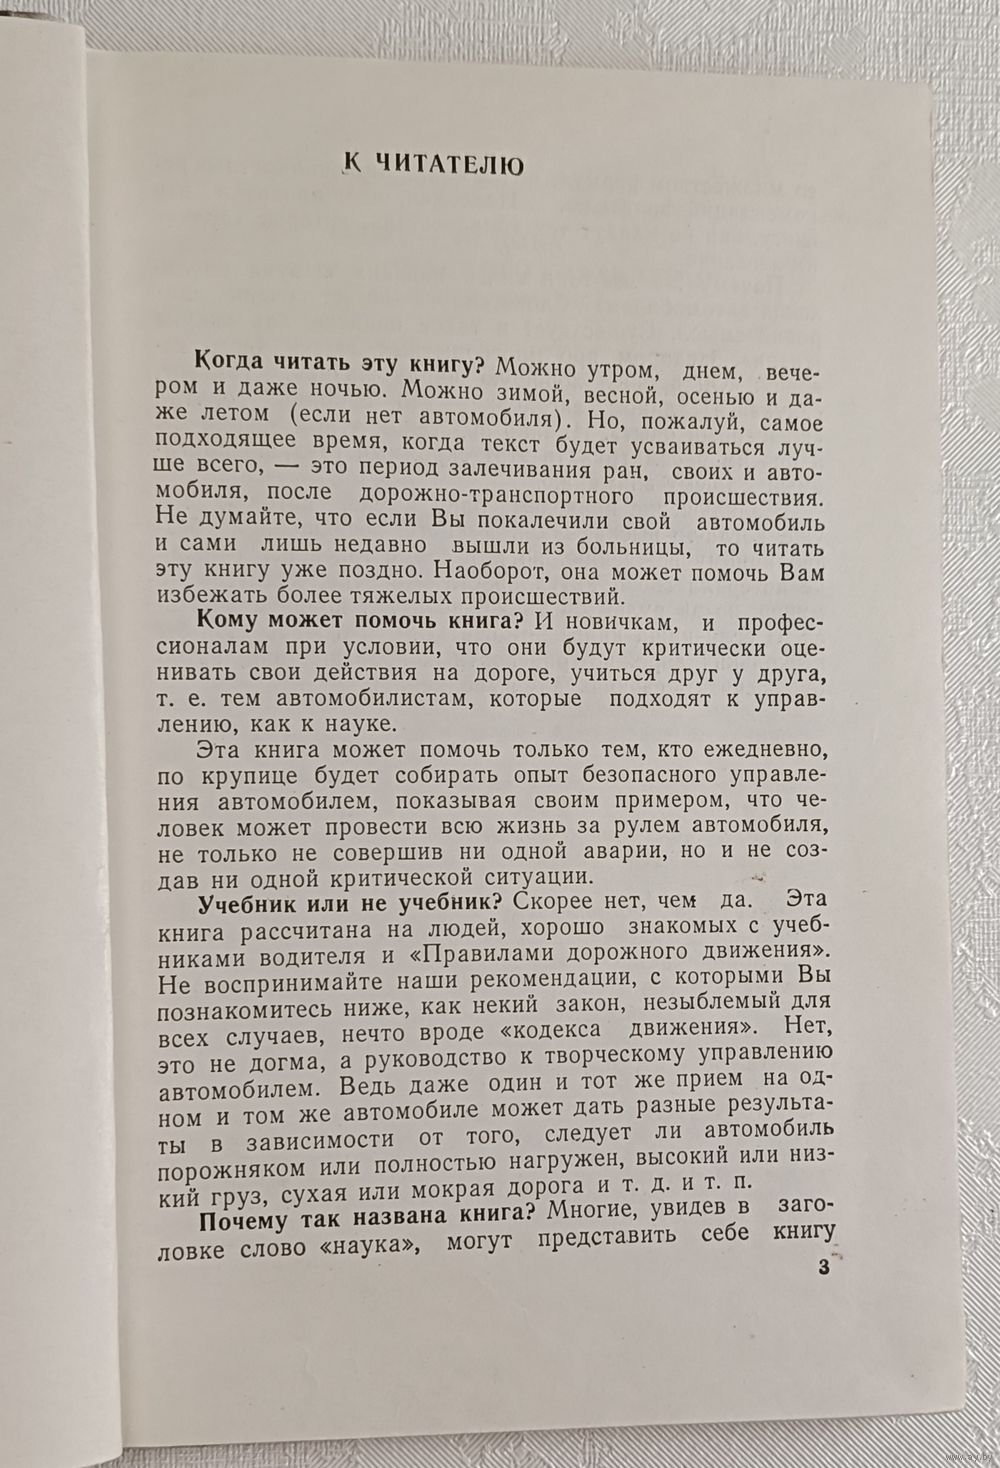 К ЧИТАТЕЛЮ
Когда читать эту книгу? Можно утром, днем, вече-
ром и даже ночью. Можно зимой, весной, осенью и да-
же летом (если нет автомобиля). Но, пожалуй, самое
подходящее время, когда текст будет усваиваться луч-
ше всего, — это период залечивания ран, своих и авто-
мобиля, после дорожно-транспортного происшествия.
Не думайте, что если Вы покалечили свой автомобиль
и сами лишь недавно вышли из больницы, то читать
эту книгу уже поздно. Наоборот, она может помочь Вам
избежать более тяжелых происшествий.
Кому может помочь книга? И новичкам, и профес-
сионалам при условии, что они будут критически оце-
нивать свои действия на дороге, учиться друг у друга,
т. е. тем автомобилистам, которые подходят к управ-
лению, как к науке.
Эта книга может помочь только тем, кто ежедневно,
по крупице будет собирать опыт безопасного управле-
ния автомобилем, показывая своим примером, что че-
ловек может провести всю жизнь за рулем автомобиля,
не только не совершив ни одной аварии, но и не соз-
дав ни одной критической ситуации.
Учебник или не учебник? Скорее нет, чем да. Эта
книга рассчитана на людей, хорошо знакомых с учеб-
никами водителя и «Правилами дорожного движения».
Не воспринимайте наши рекомендации, с которыми Вы
познакомитесь ниже, как некий закон, незыблемый для
всех случаев, нечто вроде «кодекса движения». Нет,
это не догма, а руководство к творческому управлению
автомобилем. Ведь даже один и тот же прием на од-
ном и том же автомобиле может дать разные результа-
ты в зависимости от того, следует ли автомобиль
порожняком или полностью нагружен, высокий или низ-
кий груз, сухая или мокрая дорога и т. д. и т. п.
Почему так названа книга? Многие, увидев в заго-
ловке слово «наука», могут представить себе книгу
3
www.ay.by